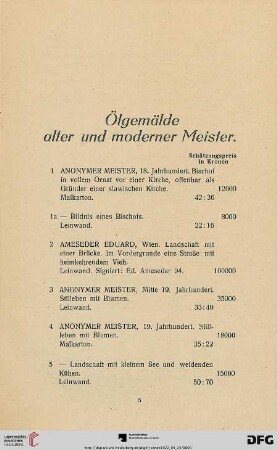 Ölgemälde
alter und moderner Meister.
Schätzungspreis
in Kronen
1 ANONYMER MEISTER, 18. Jahrhundert. Bischof
in vollem Ornat vor einer Kirche, offenbar als
Gründer einer slawischen Kirche. 12000
Malkarton. 42:36
1a — Bildnis eines Bischofs. 8000
Leinwand. 22:16
2 AMESEDER EDUARD, Wien. Landschaft mit
einer Brücke. Im Vordergrunde eine Straße mit
heimkehrendem Vieh.
Leinwand. Signiert: Ed. Ameseder 94. 100000
3 ANONYMER MEISTER, Mitte 19. Jahrhundert.
Stilleben mit Blumen. 35000
Leinwand. 33:40
4 ANONYMER MEISTER, 19. Jahrhundert. Still-
leben mit Blumen. 18000
Malkarton. 35:22
5 — Landschaft mit kleinem See und weidenden
Kühen. 15000
Leinwand. 50:70
5
UNIVERSITÄTS-
BIBLIOTHEK
HEIDELBERG
DFG